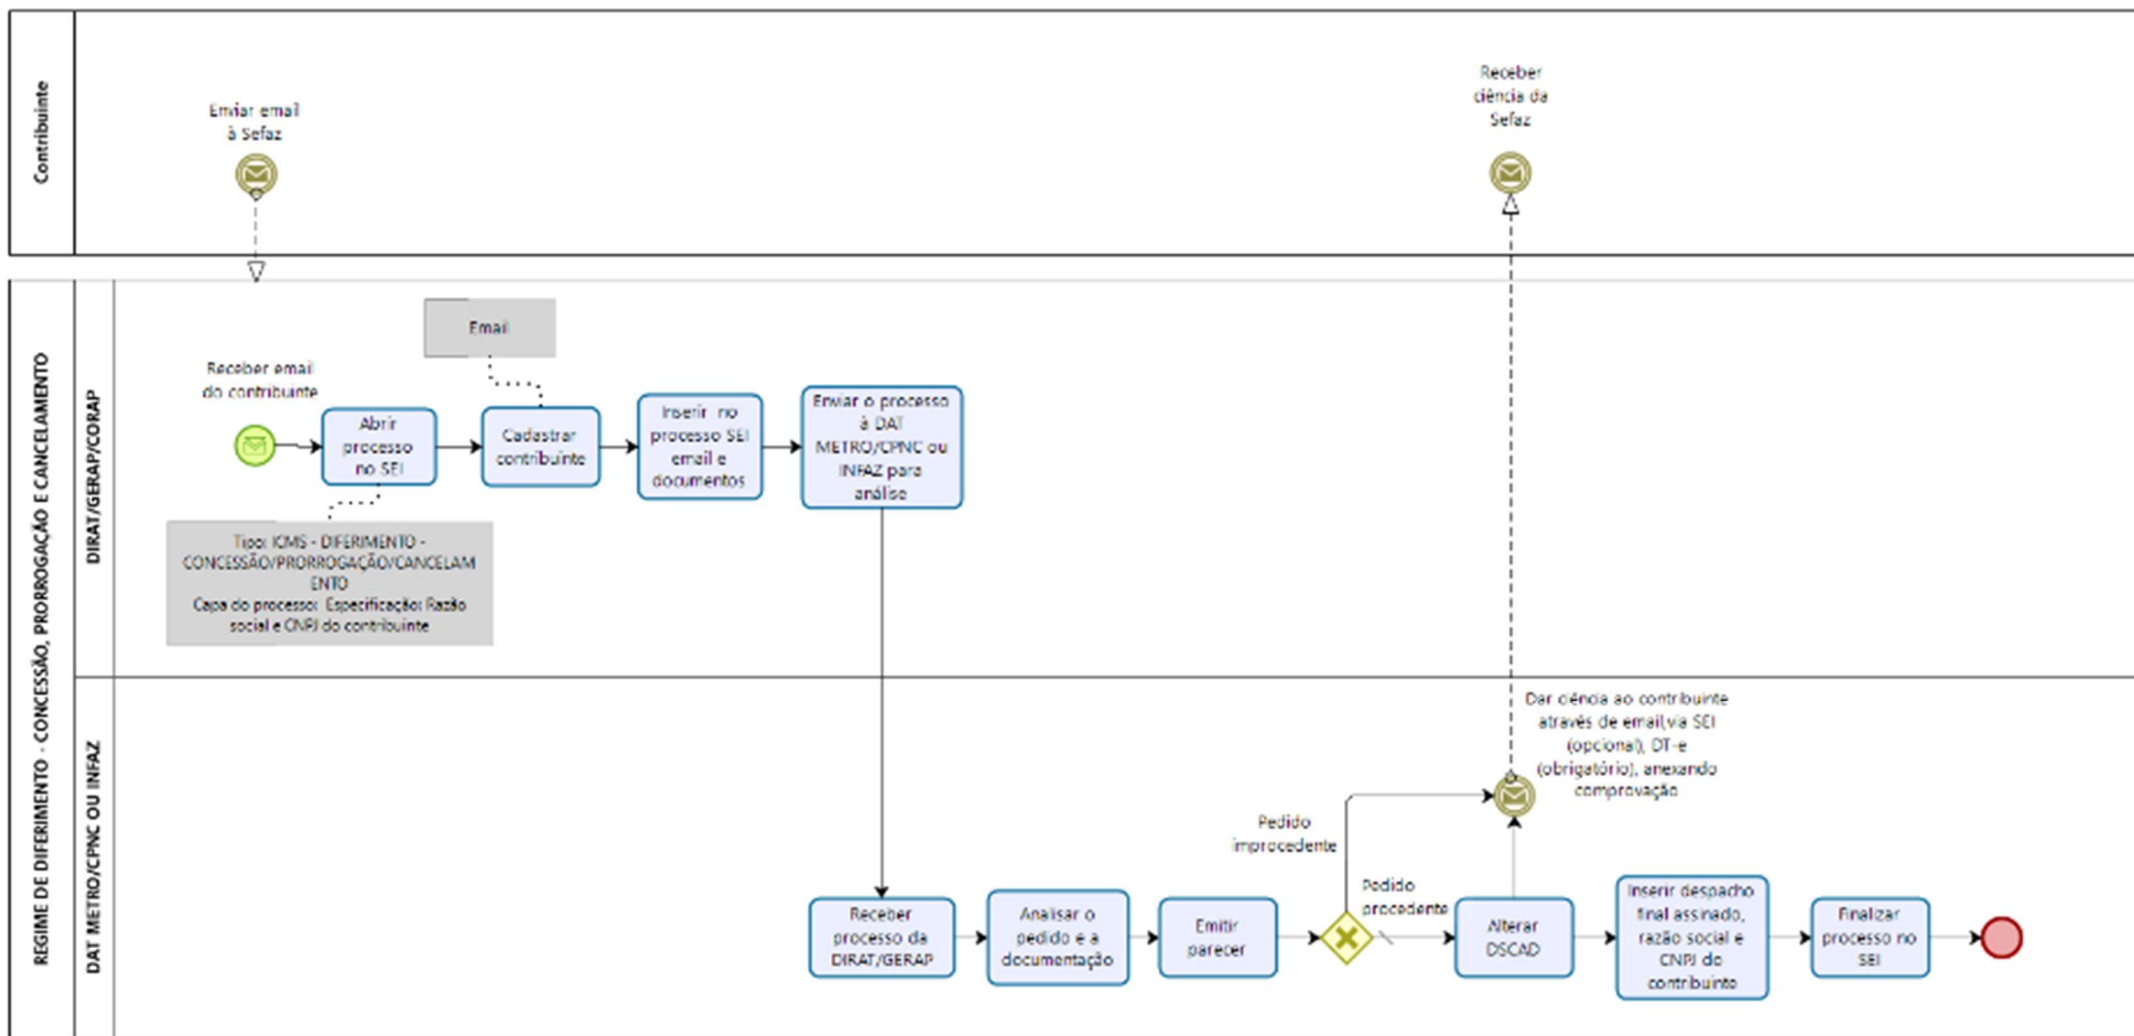 Contribuinte
Enviar email
à Sefaz
Receber
ciência da
Sefaz
REGIME DE DIFERIMENTO - CONCESSÃO, PRORROGAÇÃO E CANCELAMENTO
DIRAT/GERAP/CORAP
Receber email
do contribuinte
Abrir
processo
no SEI
Tipo: ICMS - DIFERIMENTO -
CONCESSÃO/PRORROGAÇÃO/CANCELAM
ENTO
Capa do processo: Especificação: Razão
social e CNPJ do contribuinte
Email
Cadastrar
contribuinte
Inserir no
processo SEI
email e
documentos
Enviar o processo
à DAT
METRO/CPNC ou
INFAZ para
análise
DAT METRO/CPNC OU INFAZ
Receber
processo da
DIRAT/GERAP
Analisar o
pedido e a
documentação
Emitir
parecer
Pedido
improcedente
Pedido
procedente
Dar ciência ao contribuinte
através de email,via SEI
(opcional), DT-e
(obrigatório), anexando
comprovação
Alterar
DSCAD
Inserir despacho
final assinado,
razão social e
CNPJ do
contribuinte
Finalizar
processo no
SEI